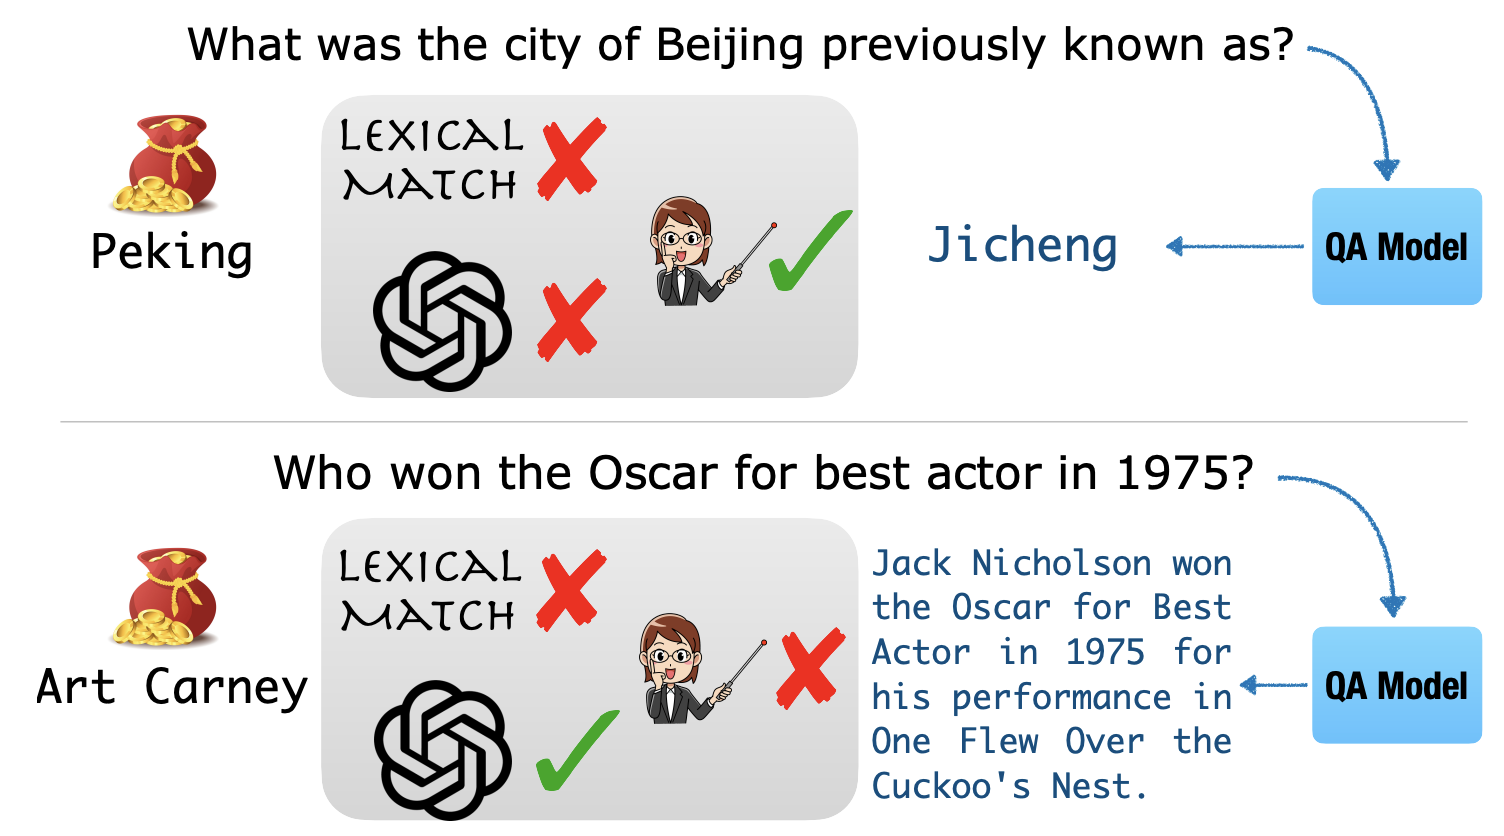 What was the city of Beijing previously known as?
LEXICAL
MATCH
Peking
Jicheng
QA Model
Who won the Oscar for best actor in 1975?
LEXICAL
MATCH
Art Carney
Jack Nicholson won
the Oscar for Best
Actor in 1975 for
his performance in
One Flew Over the
Cuckoo's Nest.
QA Model